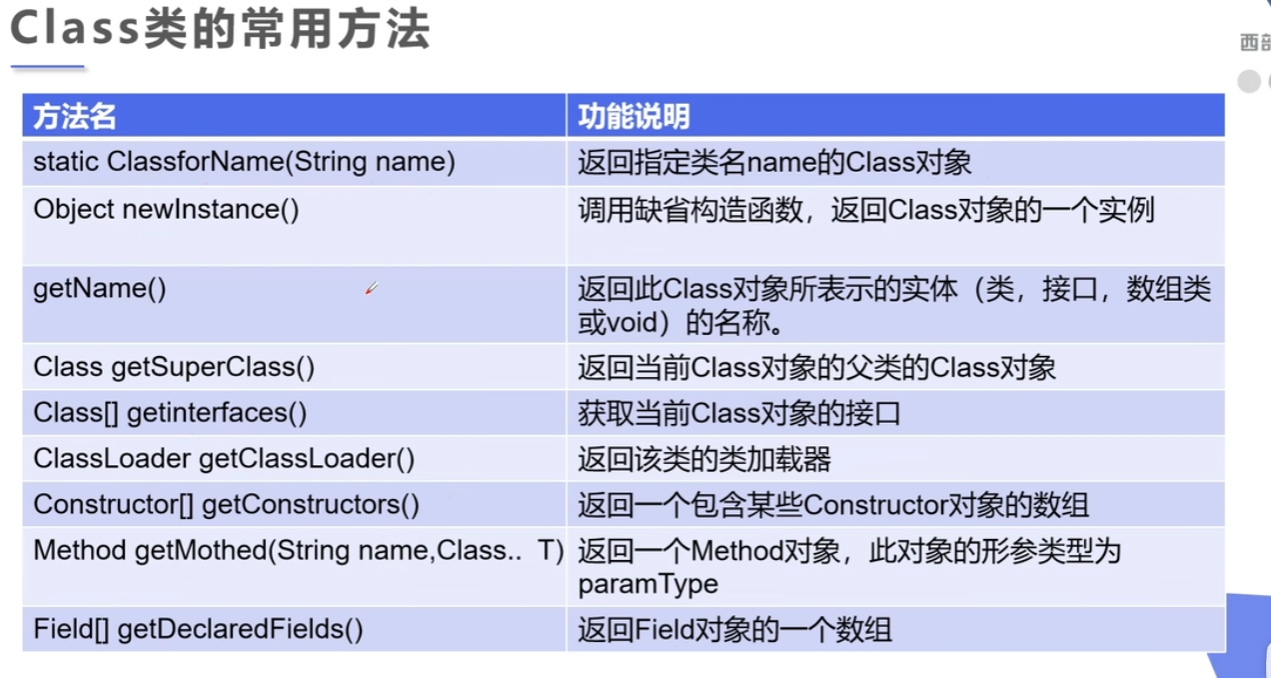 Class类的常用方法
西部
方法名 功能说明
static ClassforName(String name) 返回指定类名name的Class对象
Object newInstance() 调用缺省构造函数，返回Class对象的一个实例
getName() 返回此Class对象所表示的实体（类，接口，数组类
或void）的名称。
Class getSuperClass() 返回当前Class对象的父类的Class对象
Class[] getinterfaces() 获取当前Class对象的接口
ClassLoader getClassLoader() 返回该类的类加载器
Constructor[] getConstructors() 返回一个包含某些Constructor对象的数组
Method getMothed(String name,Class.. T) 返回一个Method对象，此对象的形参类型为
paramType
Field[] getDeclaredFields() 返回Field对象的一个数组